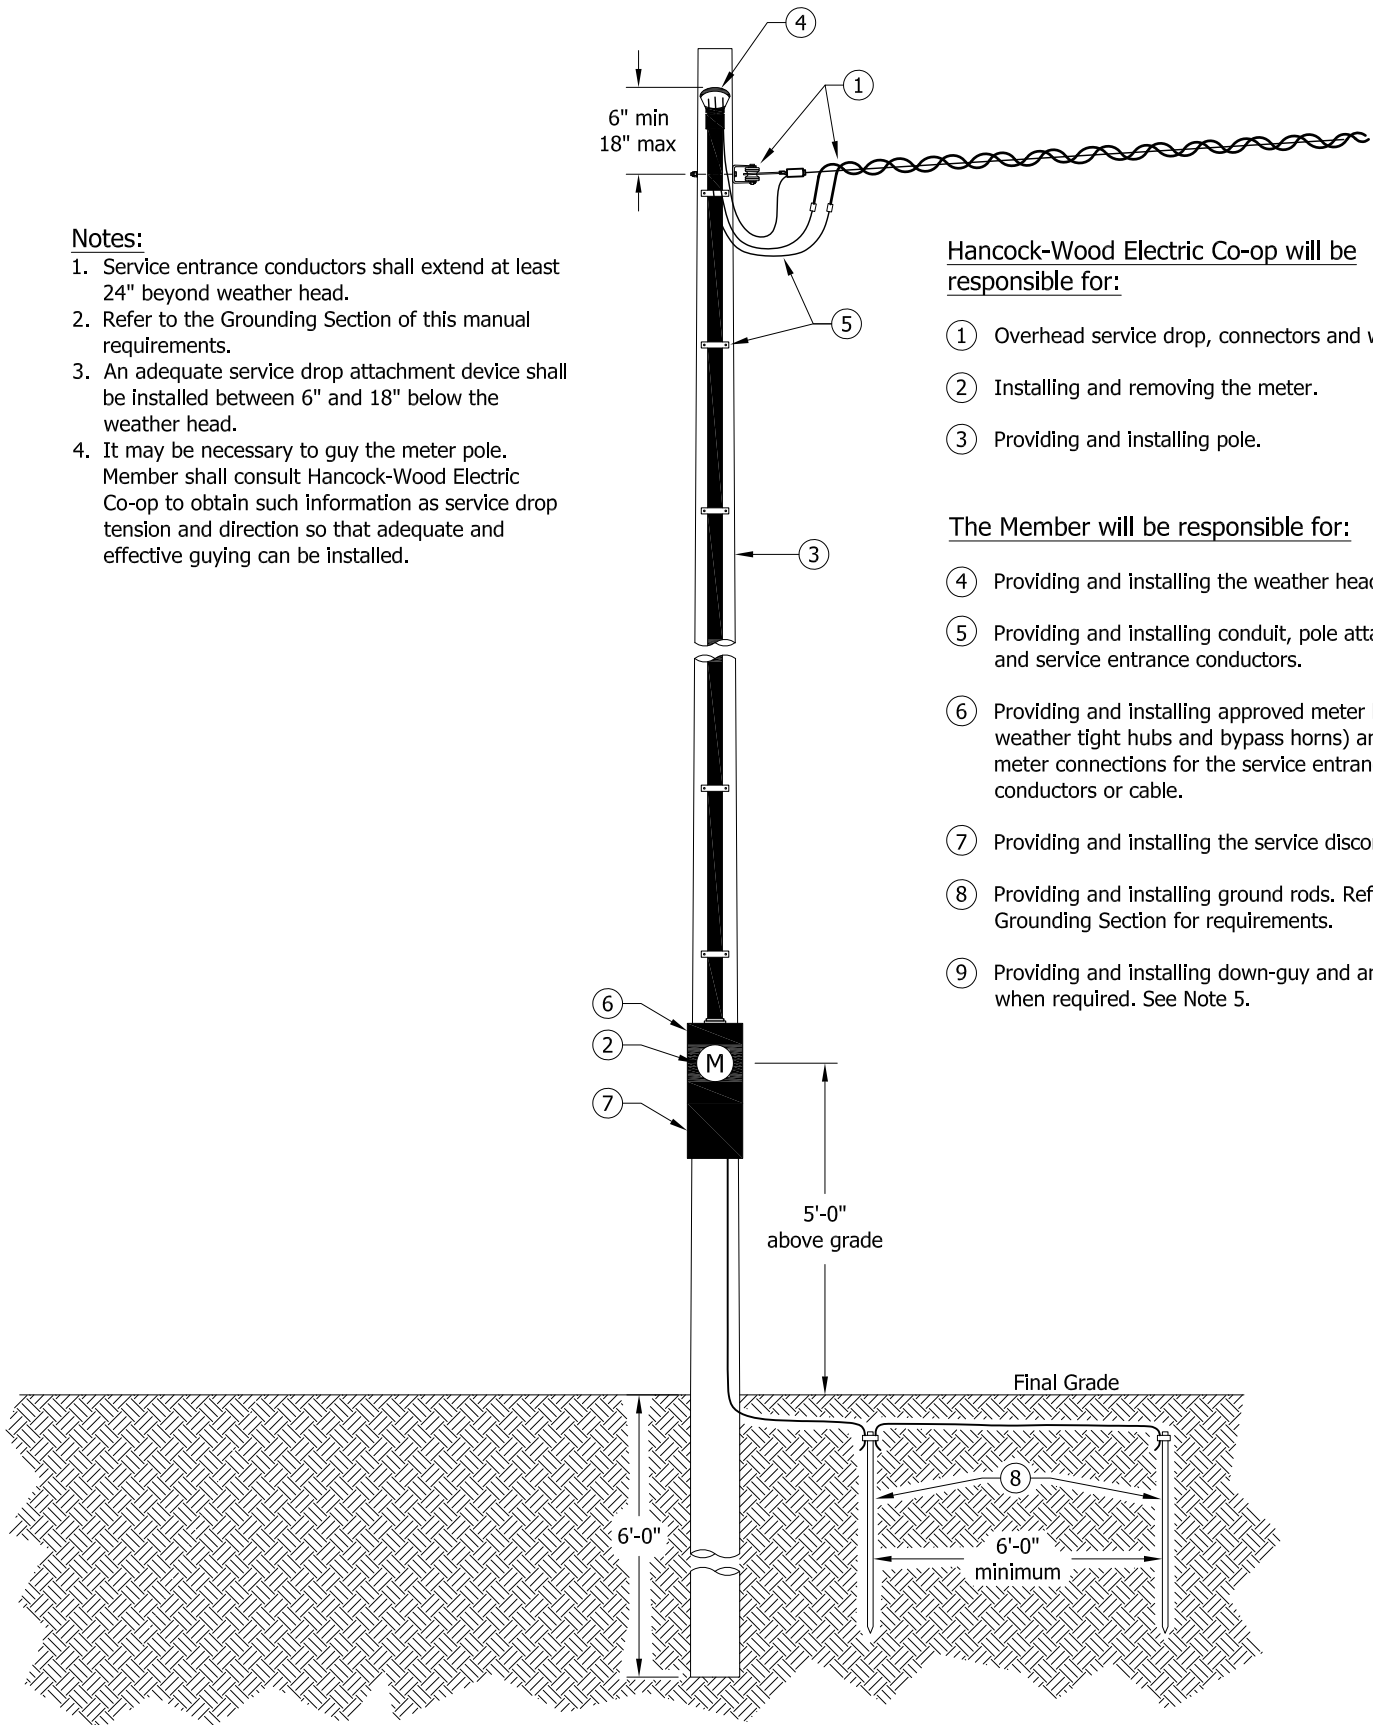 4
1
6" min
18" max
Notes:
1. Service entrance conductors shall extend at least
24" beyond weather head.
2. Refer to the Grounding Section of this manual
requirements.
3. An adequate service drop attachment device shall
be installed between 6" and 18" below the
weather head.
4. It may be necessary to guy the meter pole.
Member shall consult Hancock-Wood Electric
Co-op to obtain such information as service drop
tension and direction so that adequate and
effective guying can be installed.
5
3
Hancock-Wood Electric Co-op will be
responsible for:
1 Overhead service drop, connectors and
2 Installing and removing the meter.
3 Providing and installing pole.
The Member will be responsible for:
4 Providing and installing the weather
5 Providing and installing conduit, pole
and service entrance conductors.
6 Providing and installing approved meter
weather tight hubs and bypass horns)
meter connections for the service
conductors or cable.
7 Providing and installing the service
8 Providing and installing ground rods.
Grounding Section for requirements.
9 Providing and installing down-guy and
when required. See Note 5.
6
2
M
7
5'-0"
above grade
Final Grade
8
6'-0"
6'-0"
minimum